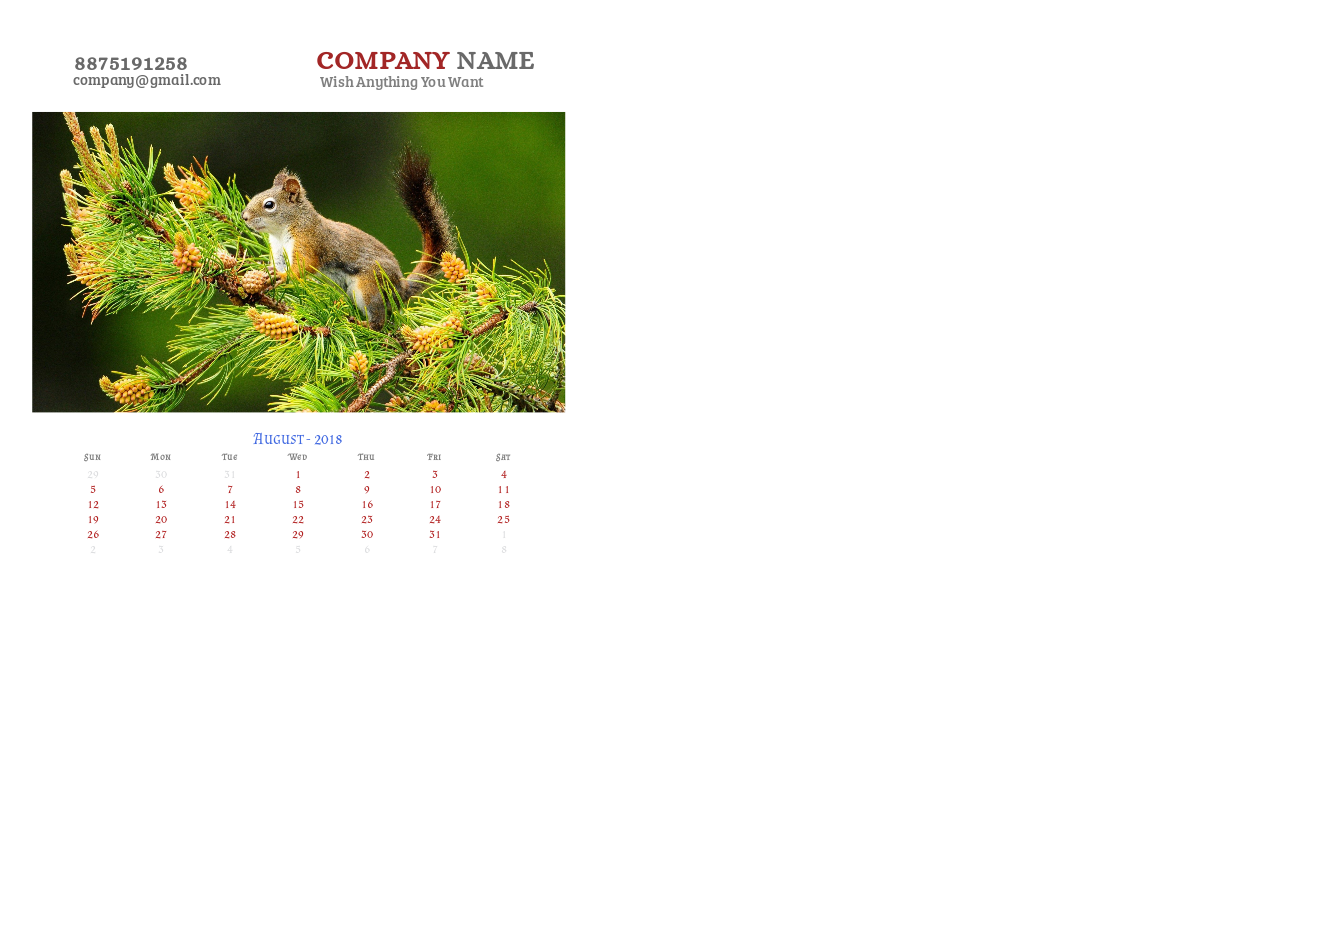 8875191258
company@gmail.com
COMPANY NAME
Wish Anything You Want
August - 2018
Sun Mon Tue Wed Thu Fri Sat
29 30 31 1 2 3 4
5 6 7 8 9 10 11
12 13 14 15 16 17 18
19 20 21 22 23 24 25
26 27 28 29 30 31 1
2 3 4 5 6 7 8